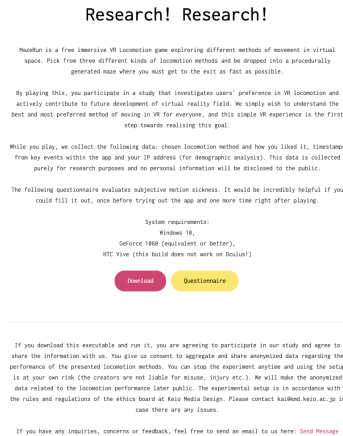 Research! Research!
MazeRun is a free immersive VR Locomotion game exploring different methods of movement in virtual
space. Pick from three different kinds of locomotion methods and be dropped into a procedurally
generated maze where you must get to the exit as fast as possible.
By playing this, you participate in a study that investigates users' preference in VR locomotion and
actively contribute to future development of virtual reality field. We simply wish to understand the
best and most preferred method of moving in VR for everyone, and this simple VR experience is the first
step towards realising this goal.
While you play, we collect the following data: chosen locomotion method and how you liked it, timestamps
from key events within the app and your IP address (for demographic analysis). This data is collected
purely for research purposes and no personal information will be disclosed to the public.
The following questionnaire evaluates subjective motion sickness. It would be incredibly helpful if you
could fill it out, once before trying out the app and one more time right after playing.
System requirements:
Windows 10,
GeForce 1060 (equivalent or better),
HTC Vive (this build does not work on Oculus!)
Download Questionnaire
If you download this executable and run it, you are agreeing to participate in our study and agree to
share the information with us. You give us consent to aggregate and share anonymized data regarding the
performance of the presented locomotion methods. You can stop the experiment anytime and using the setup
is at your own risk (the creators are not liable for misuse, injury etc.). We will make the anonymized
data related to the locomotion performance later public. The experimental setup is in accordance with
the rules and regulations of the ethics board at Keio Media Design. Please contact kai@kmd.keio.ac.jp in
case there are any issues.
If you have any inquiries, concerns or feedback, feel free to send an email to us here: Send Message